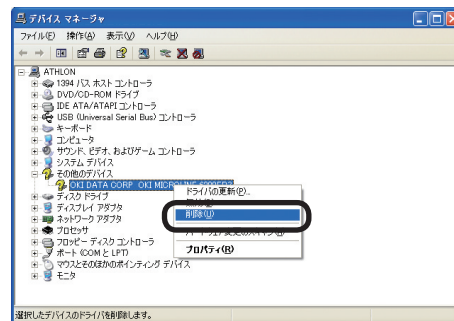 デバイス マネージャ
ファイル(F) 操作(A) 表示(V) ヘルプ(H)
ATHLON
1394 バス ホスト コントローラ
DVD/CD-ROM ドライブ
IDE ATA/ATAPI コントローラ
USB (Universal Serial Bus) コントローラ
キーボード
コンピュータ
サウンド、ビデオ、およびゲーム コントローラ
システム デバイス
その他のデバイス
OKI DATA CORP OKI MICROLINE
ディスク ドライブ
ディスプレイ アダプタ
ネットワーク アダプタ
プロセッサ
フロッピー ディスク コントローラ
ポート (COM と LPT)
マウスとそのほかのポインティング デバイス
モニタ
ドライバの更新(P)...
削除(U)
プロパティ(R)
選択したデバイスのドライバを削除します。